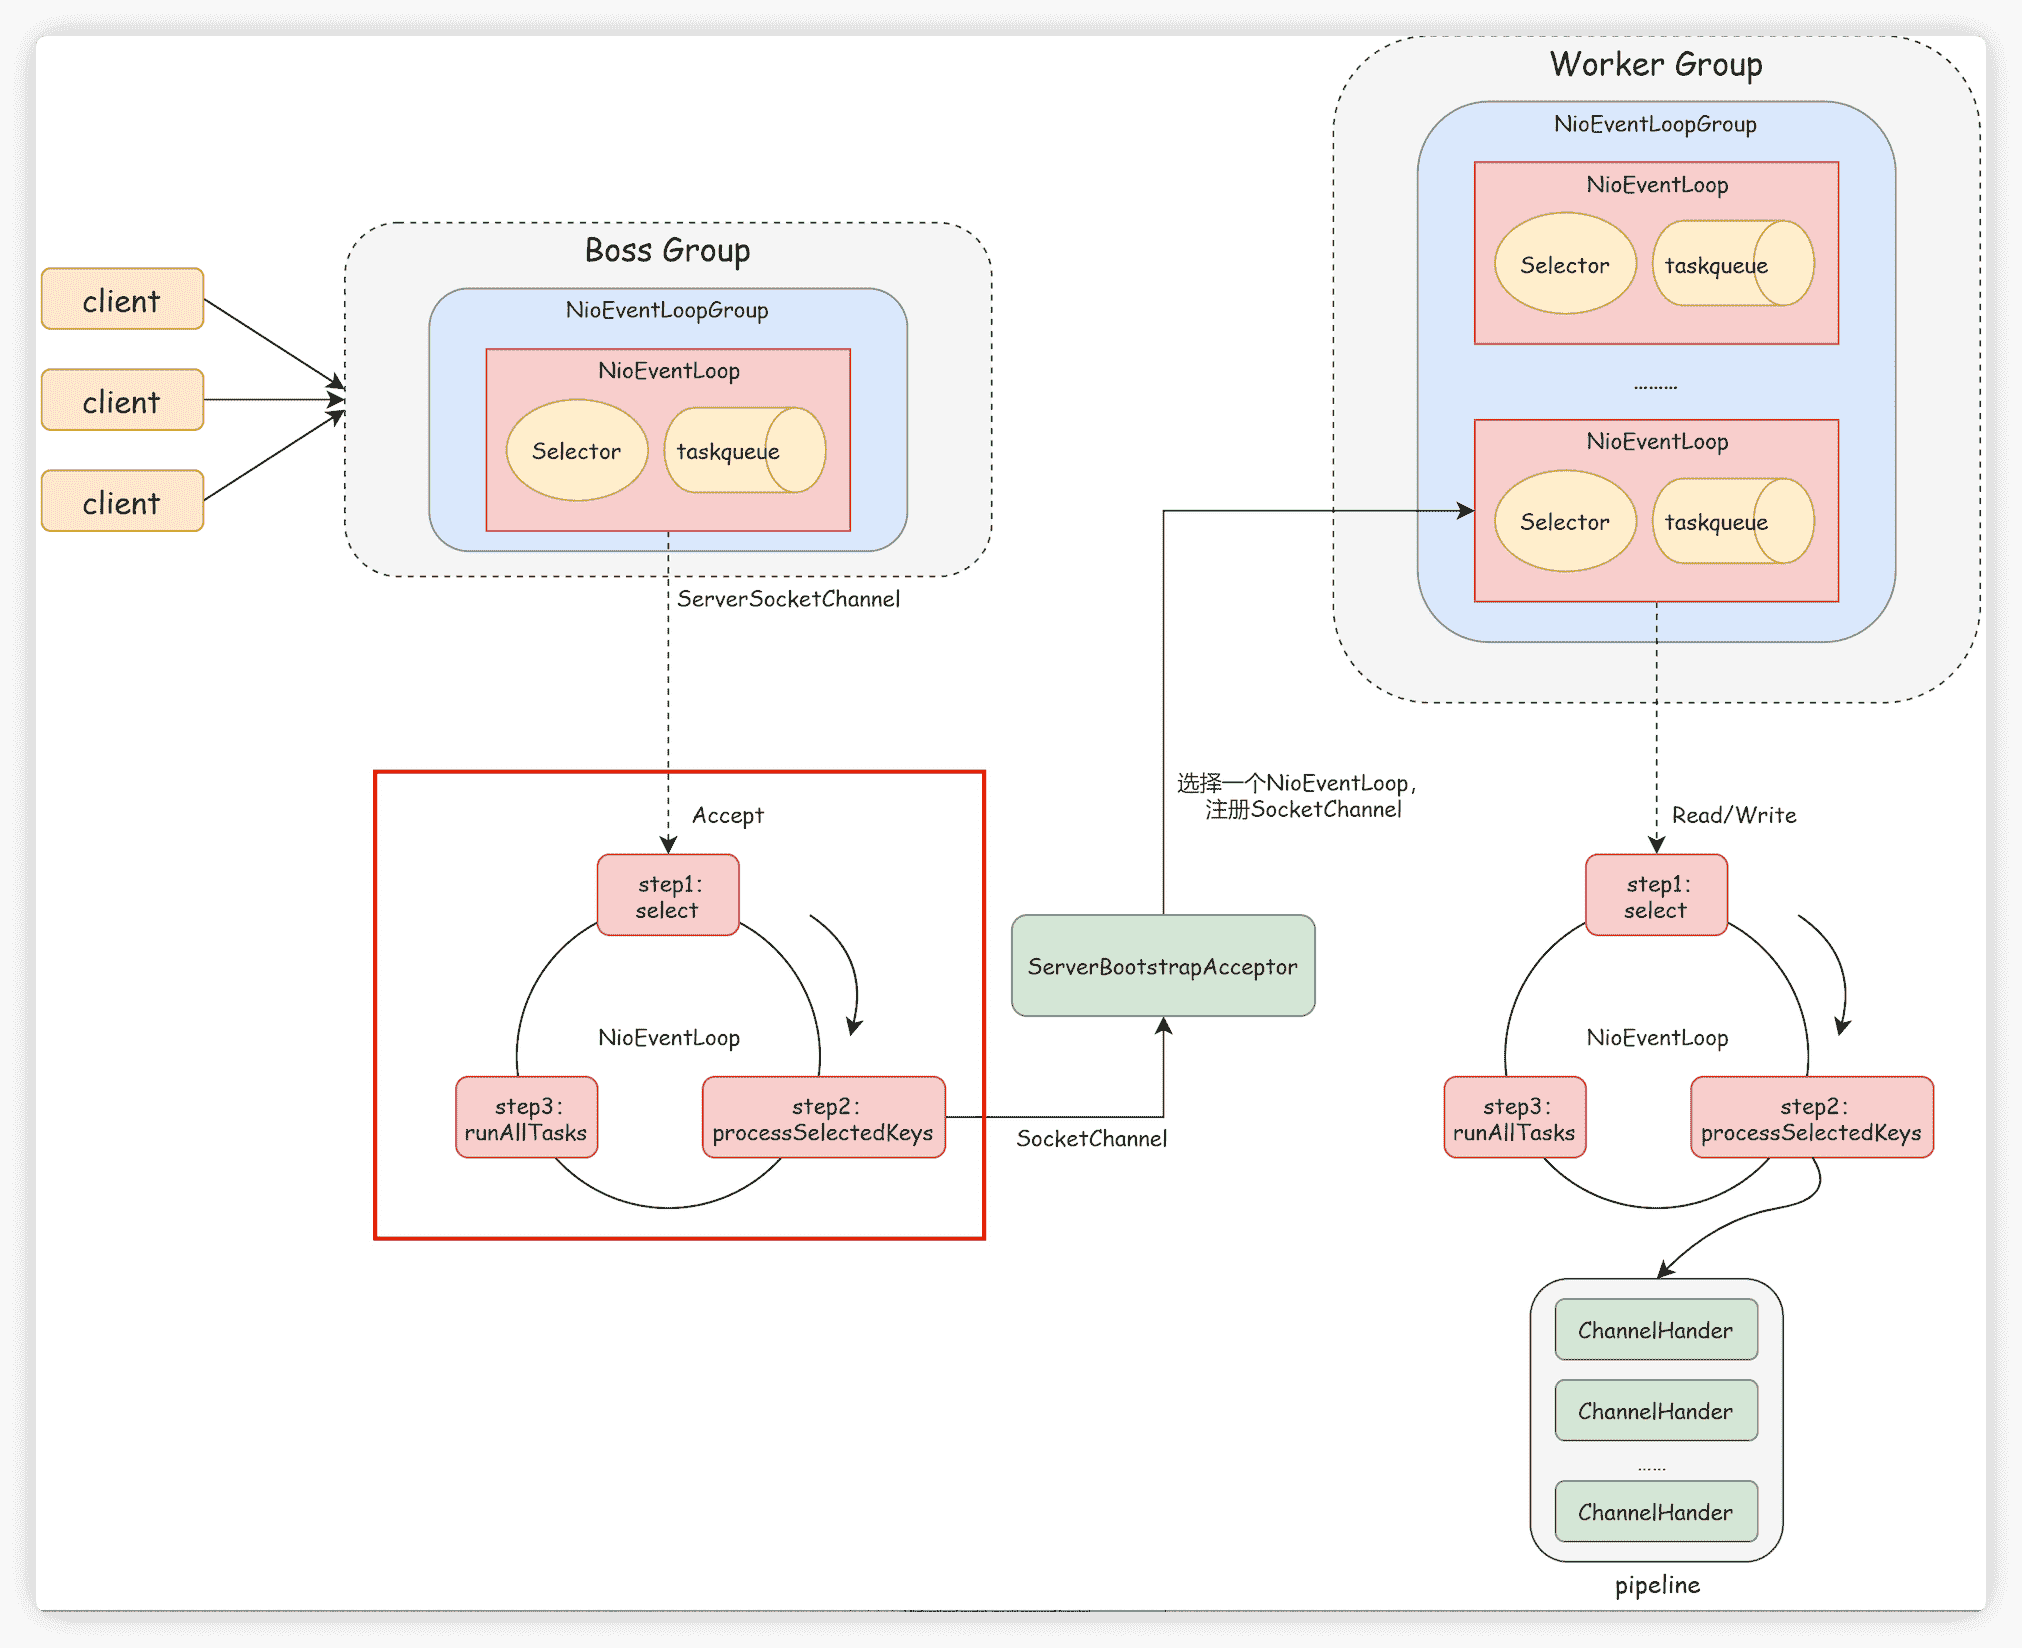 client
client
client
Boss Group
NioEventLoopGroup
NioEventLoop
Selector
taskqueue
ServerSocketChannel
Accept
step1:
select
NioEventLoop
step3:
runAllTasks
step2:
processSelectedKeys
SocketChannel
ServerBootstrapAcceptor
选择一个NioEventLoop,
注册SocketChannel
Worker Group
NioEventLoopGroup
NioEventLoop
Selector
taskqueue
.........
NioEventLoop
Selector
taskqueue
Read/Write
step1:
select
NioEventLoop
step3:
runAllTasks
step2:
processSelectedKeys
ChannelHander
ChannelHander
......
ChannelHander
pipeline